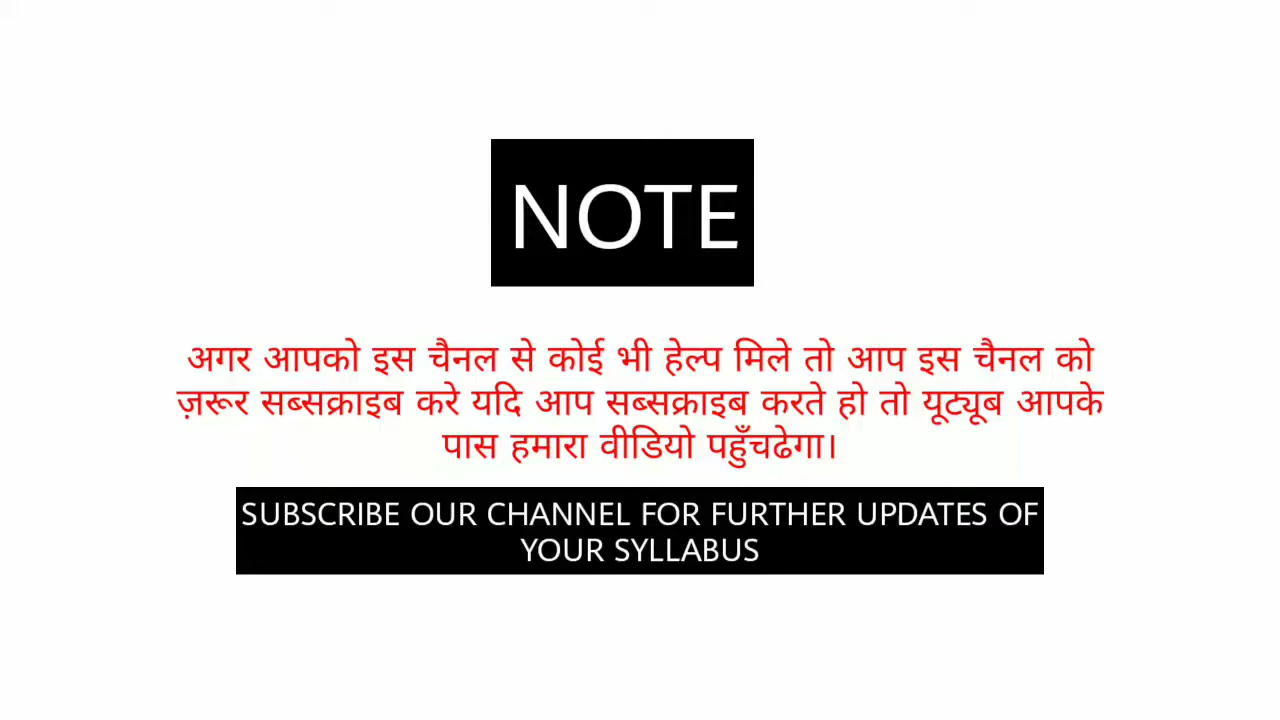 NOTE
अगर आपको इस चैनल से कोई भी हेल्प मिले तो आप इस चैनल को
ज़रूर सब्सक्राइब करे यदि आप सब्सक्राइब करते हो तो यूट्यूब आपके
पास हमारा वीडियो पहुँचढेगा।
SUBSCRIBE OUR CHANNEL FOR FURTHER UPDATES OF
YOUR SYLLABUS